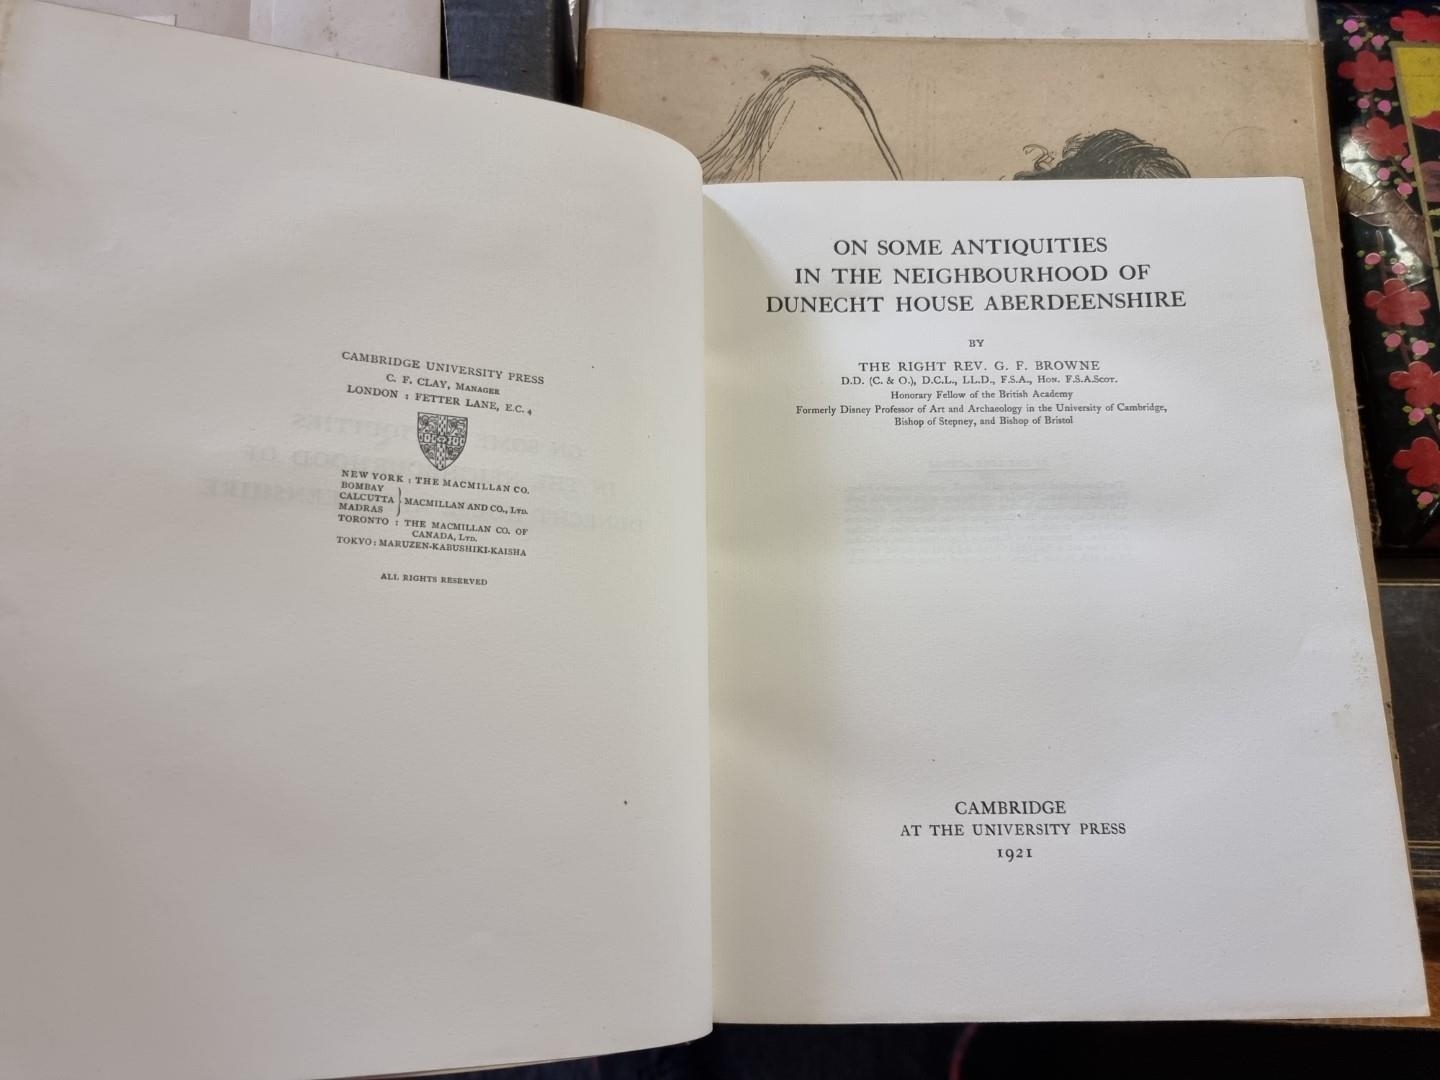 CAMBRIDGE UNIVERSITY PRESS
C. F. CLAY, MANAGER
LONDON : FETTER LANE, E.C. 4
NEW YORK : THE MACMILLAN CO.
BOMBAY
CALCUTTA } MACMILLAN AND CO., LTD.
MADRAS
TORONTO : THE MACMILLAN CO. OF
CANADA, LTD.
TOKYO : MARUZEN-KABUSHIKI-KAISHA
ALL RIGHTS RESERVED
ON SOME ANTIQUITIES
IN THE NEIGHBOURHOOD OF
DUNECHT HOUSE ABERDEENSHIRE
BY
THE RIGHT REV. G. F. BROWNE
D.D. (C. & O.), D.C.L., LL.D., F.S.A., HON. F.S.A.SCOT.
Honorary Fellow of the British Academy
Formerly Disney Professor of Art and Archaeology in the University of Cambridge,
Bishop of Stepney, and Bishop of Bristol
CAMBRIDGE
AT THE UNIVERSITY PRESS
1921